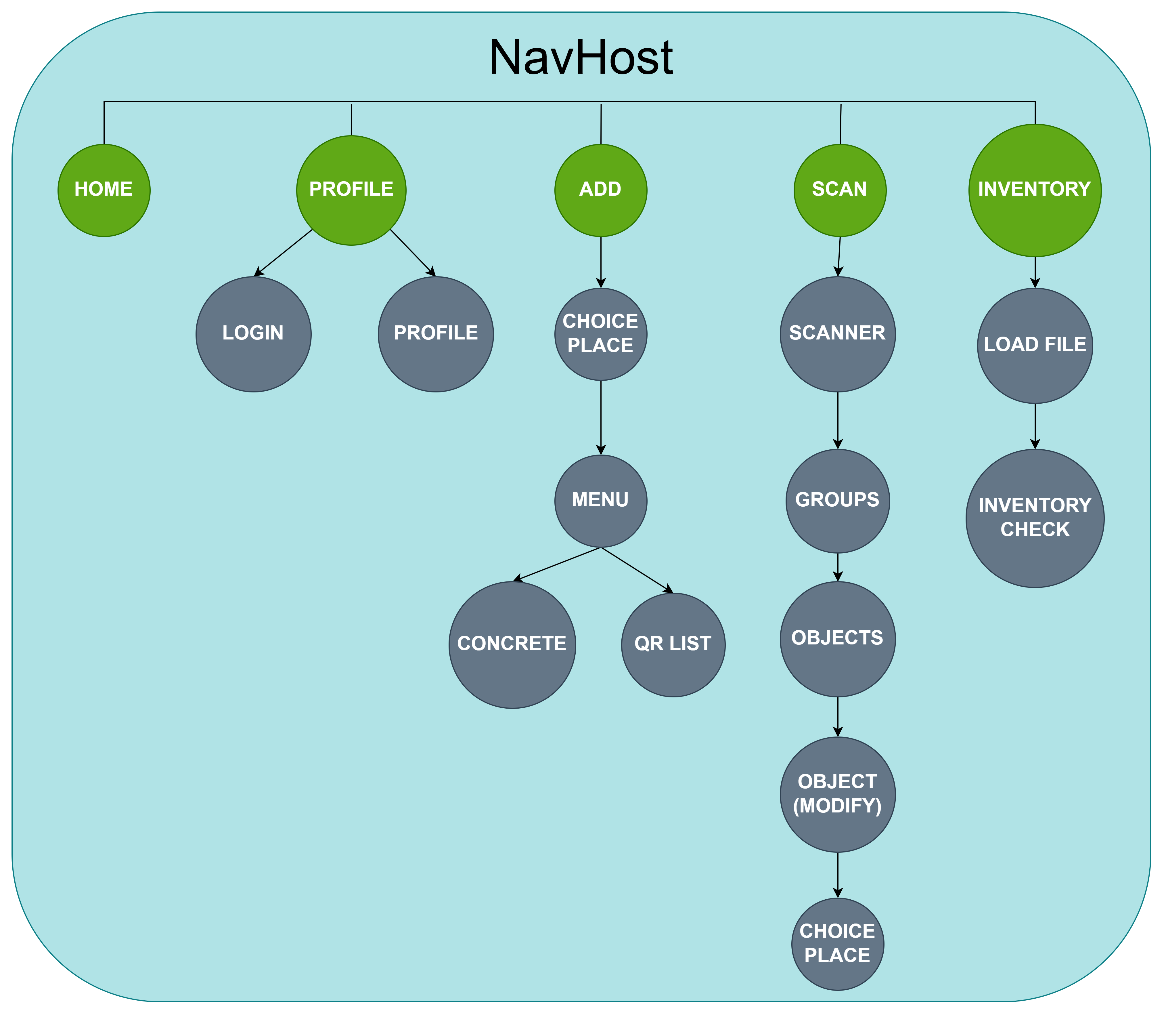 NavHost
HOME
PROFILE
ADD
SCAN
INVENTORY
LOGIN
PROFILE
CHOICE
PLACE
SCANNER
LOAD FILE
MENU
GROUPS
INVENTORY
CHECK
CONCRETE
QR LIST
OBJECTS
OBJECT
(MODIFY)
CHOICE
PLACE